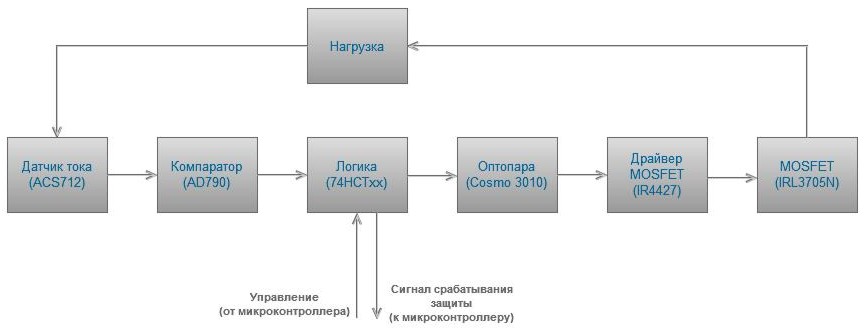 Нагрузка
Датчик тока
(ACS712)
Компаратор
(AD790)
Логика
(74HCTxx)
Оптопара
(Cosmo 3010)
Драйвер
MOSFET
(IR4427)
MOSFET
(IRL3705N)
Управление
(от микроконтроллера)
Сигнал срабатывания
защиты
(к микроконтроллеру)